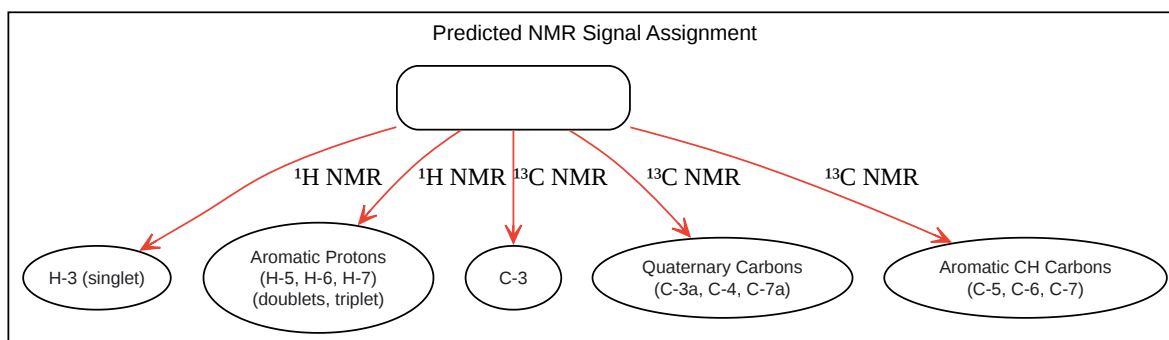 Predicted NMR Signal Assignment
¹H NMR
¹H NMR
¹³C NMR
¹³C NMR
¹³C NMR
H-3 (singlet)
Aromatic Protons
(H-5, H-6, H-7)
(doublets, triplet)
C-3
Quaternary Carbons
(C-3a, C-4, C-7a)
Aromatic CH Carbons
(C-5, C-6, C-7)